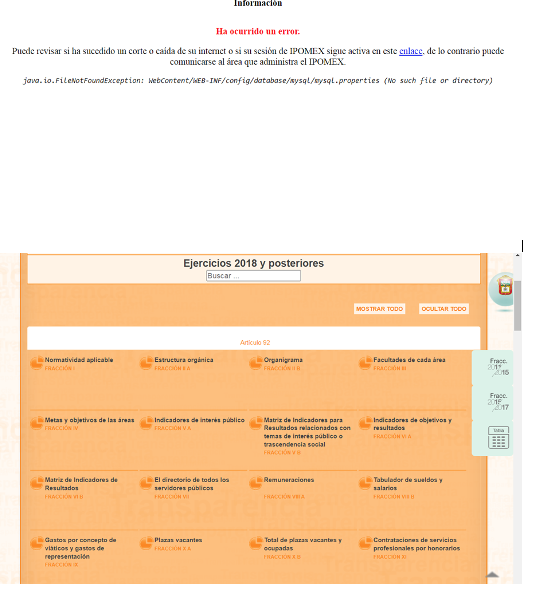 Información
Ha ocurrido un error.
Puede revisar si ha sucedido un corte o caída de su internet o si su sesión de IPOMEX sigue activa en este enlace, de lo contrario puede
comunicarse al área que administra el IPOMEX.
java.io.FileNotFoundException: WebContent/WEB-INF/config/database/mysql/mysql.properties (No such file or directory)
Ejercicios 2018 y posteriores
Buscar ...
MOSTRAR TODO OCULTAR TODO
Artículo 92
Normatividad aplicable
FRACCIÓN I
Estructura orgánica
FRACCIÓN II A
Organigrama
FRACCIÓN II B
Facultades de cada área
FRACCIÓN III
Fracc.
Metas y objetivos de las áreas
FRACCIÓN IV
Indicadores de interés público
FRACCIÓN V A
Matriz de Indicadores para
Resultados relacionados con
temas de interés público o
trascendencia social
FRACCIÓN V B
Indicadores de objetivos y
resultados
FRACCIÓN VI A
Fracc.
Tablas
Matriz de Indicadores de
Resultados
FRACCIÓN VI B
El directorio de todos los
servidores públicos
FRACCIÓN VII
Remuneraciones
FRACCIÓN VIII A
Tabulador de sueldos y
salarios
FRACCIÓN VIII B
Gastos por concepto de
viáticos y gastos de
representación
FRACCIÓN IX
Plazas vacantes
FRACCIÓN X A
Total de plazas vacantes y
ocupadas
FRACCIÓN X B
Contrataciones de servicios
profesionales por honorarios
FRACCIÓN XI